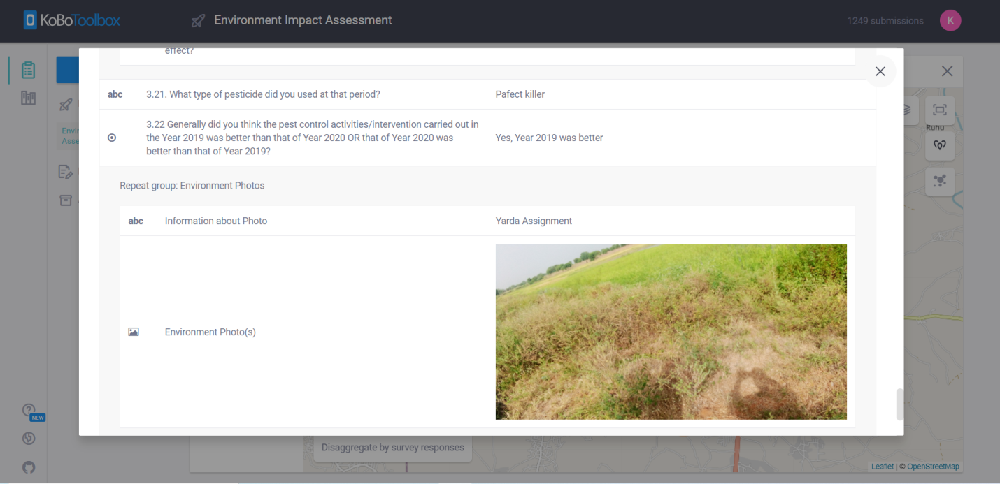 KoBoToolbox
Environment Impact Assessment
1249 submissions
K
effect?
abc
3.21. What type of pesticide did you used at that period?
Pafect killer
3.22 Generally did you think the pest control activities/intervention carried out in
the Year 2019 was better than that of Year 2020 OR that of Year 2020 was
better than that of Year 2019?
Yes, Year 2019 was better
Repeat group: Environment Photos
abc
Information about Photo
Yarda Assignment
Environment Photo(s)
Envir
Asse
NEW
Disaggregate by survey responses
Leaflet | © OpenStreetMap